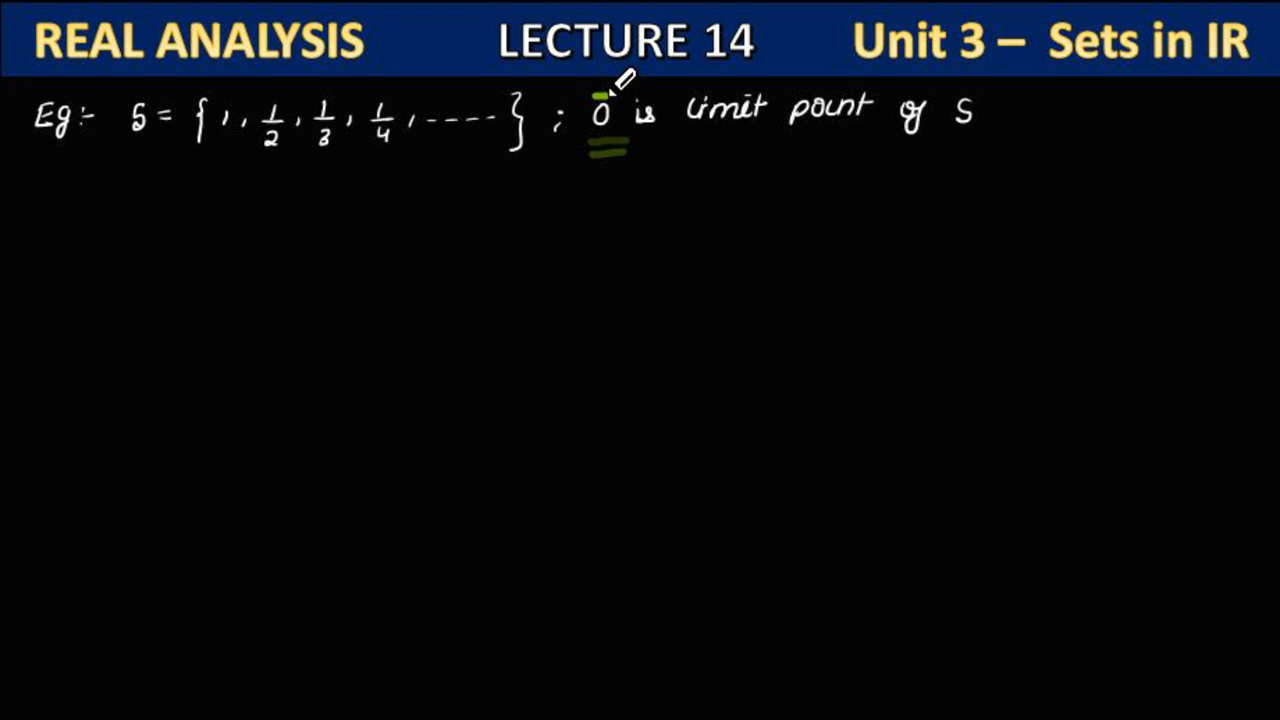 REAL ANALYSIS LECTURE 14 Unit 3 – Sets in IR
Eg:- S = { 1, 1/2, 1/3, 1/4, ---- } ; 0 is limit point of S